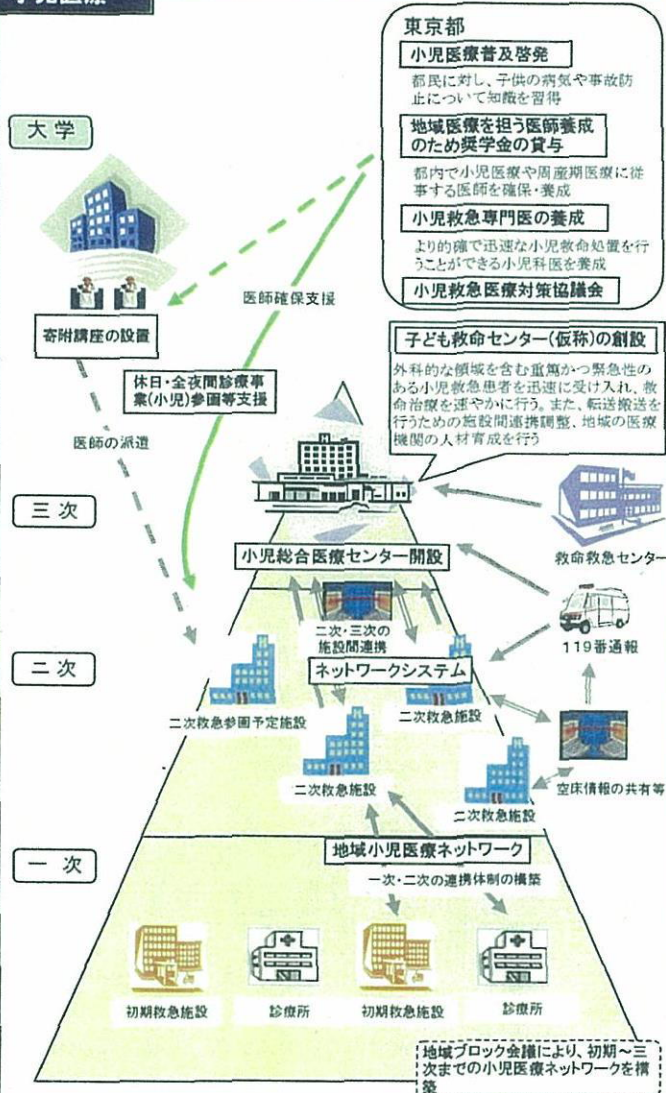 小児医療
東京都
小児医療普及啓発
都民に対し、子供の病気や事故防
止について知識を習得
地域医療を担う医師養成
のため奨学金の貸与
都内で小児医療や周産期医療に従
事する医師を確保・養成
小児救急専門医の養成
より的確で迅速な小児救命処置を行
うことができる小児科医を養成
小児救急医療対策協議会
大学
寄附講座の設置
医師確保支援
休日・全夜間診療事
業(小児)参画等支援
医師の派遣
子ども救命センター(仮称)の創設
外科的な領域を含む重篤かつ緊急性の
ある小児救急患者を迅速に受け入れ、救
命治療を速やかに行う。また、転送搬送を
行うための施設間連携調整、地域の医療
機関の人材育成を行う
三次
小児総合医療センター開設
救命救急センター
119番通報
二次・三次の
施設間連携
ネットワークシステム
二次
二次救急参画予定施設
二次救急施設
二次救急施設
二次救急施設
空床情報の共有等
地域小児医療ネットワーク
一次・二次の連携体制の構築
一次
初期救急施設
診療所
初期救急施設
診療所
地域ブロック会議により、初期～三
次までの小児医療ネットワークを構
築